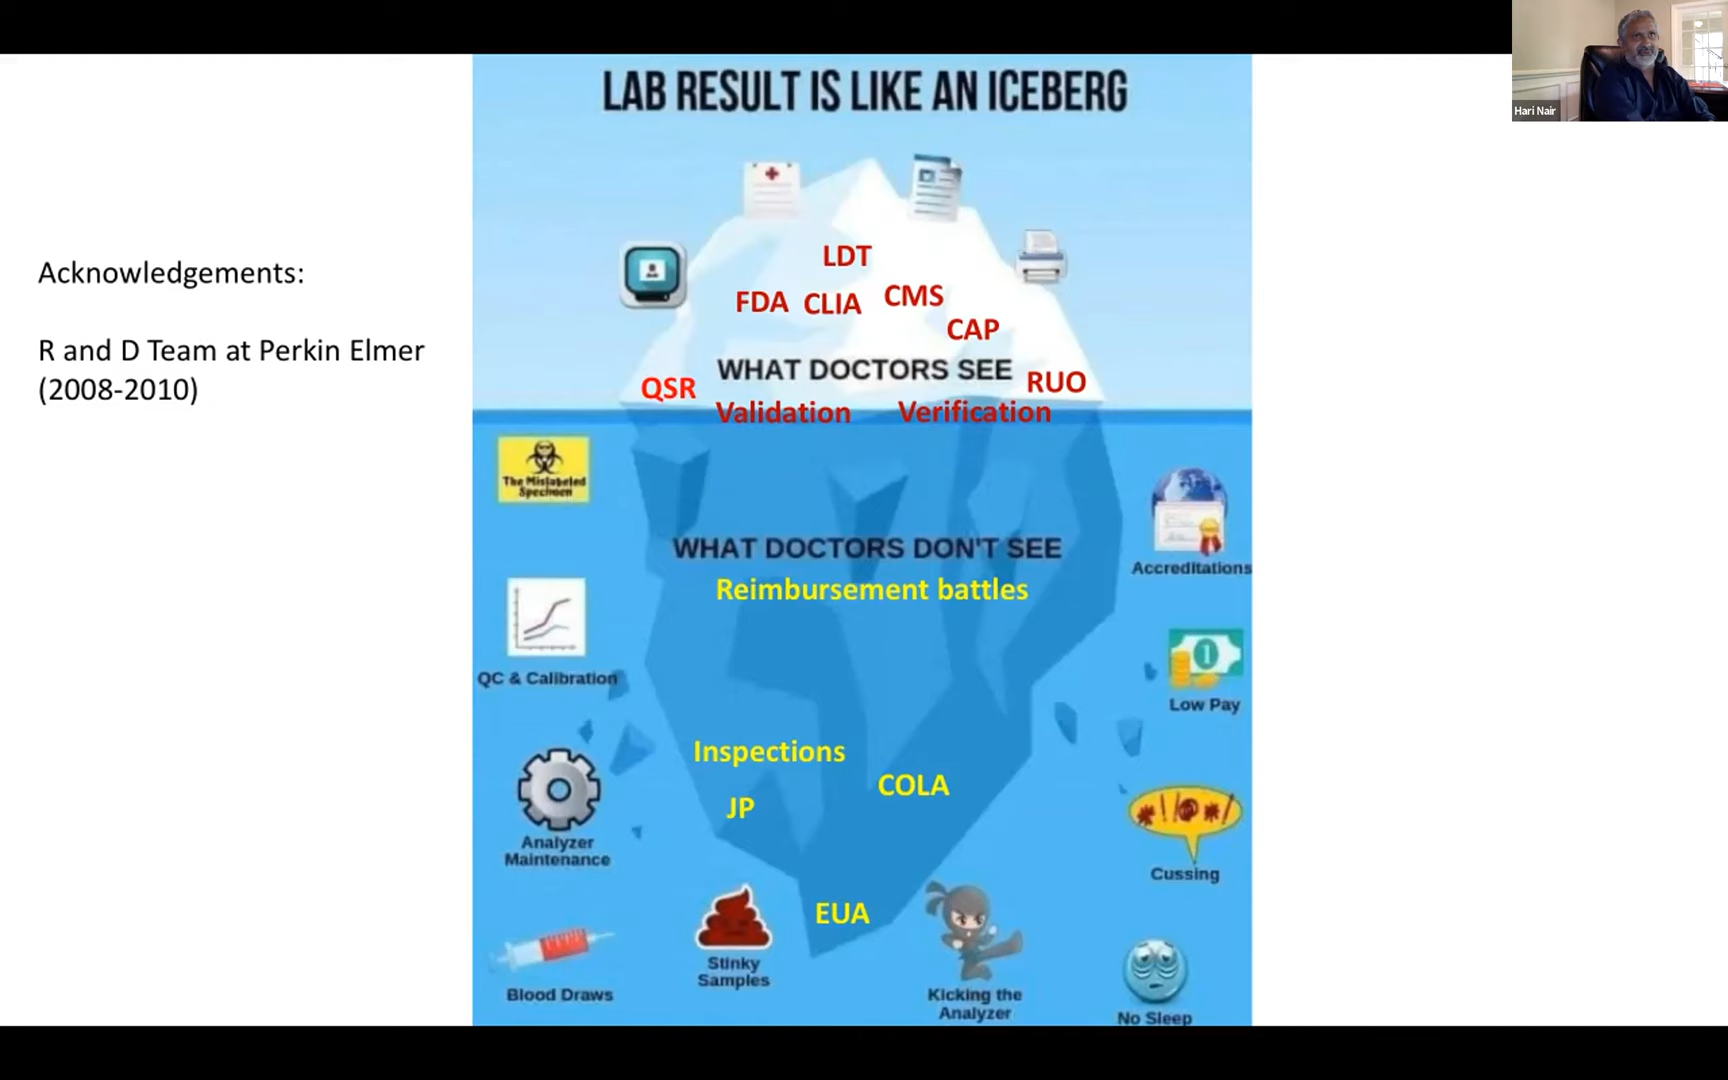 LAB RESULT IS LIKE AN ICEBERG
Hari Nair
Acknowledgements:
R and D Team at Perkin Elmer
(2008-2010)
LDT
FDA CLIA CMS
CAP
WHAT DOCTORS SEE
QSR
RUO
Validation Verification
The Mislabeled
Specimen
WHAT DOCTORS DON'T SEE
Reimbursement battles
Accreditations
QC & Calibration
Low Pay
Inspections
COLA
JP
Analyzer
Maintenance
*!|@*/
Cussing
EUA
Stinky
Samples
Blood Draws
Kicking the
Analyzer
No Sleep
1